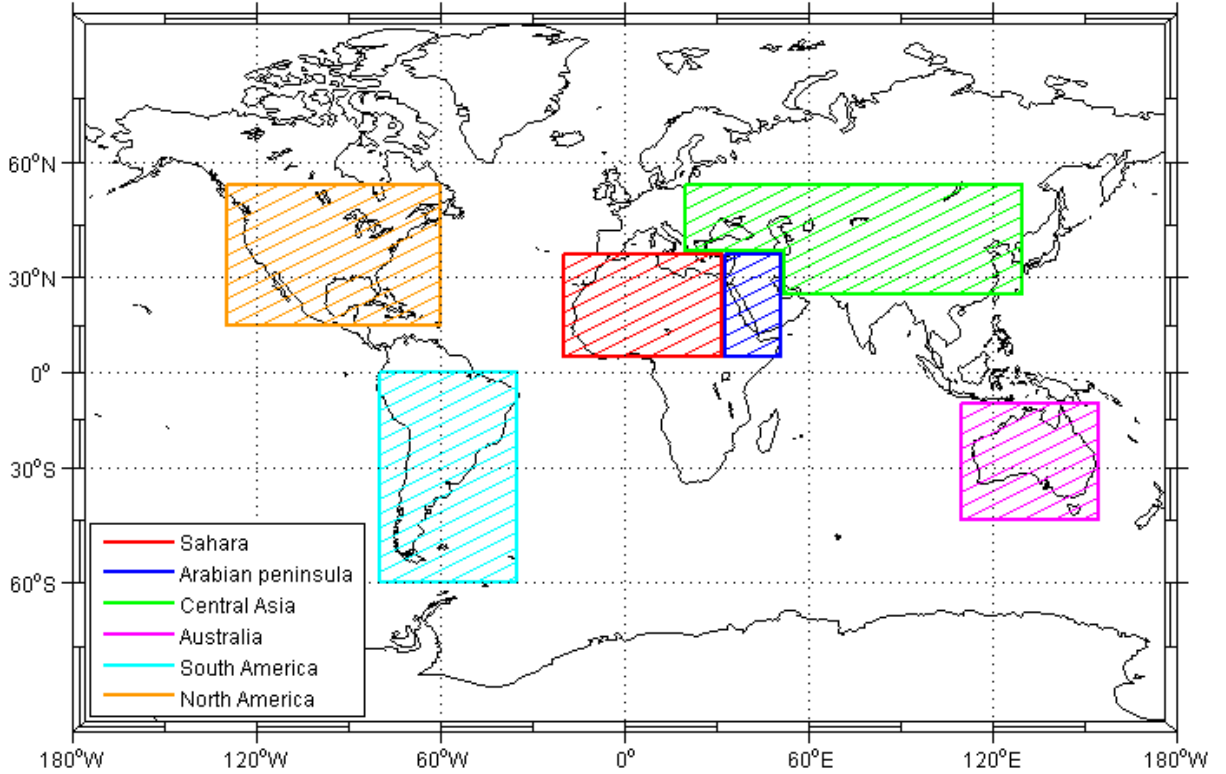 60°N
30°N
0°
30°S
60°S
Sahara
Arabian peninsula
Central Asia
Australia
South America
North America
180°W 120°W 60°W 0° 60°E 120°E 180°W